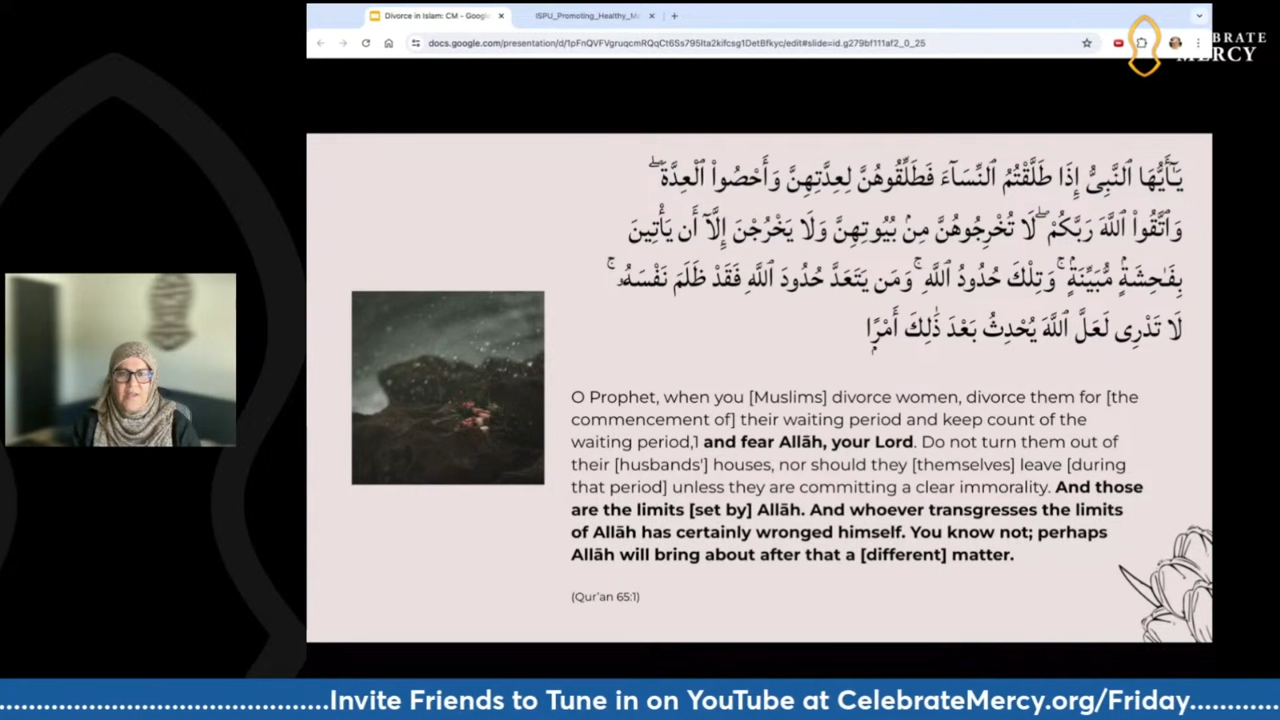 Divorce in Islam: CM - Google
ISPU_Promoting_Healthy_M
docs.google.com/presentation/d/1pFnQVFVgruqcmRQqCt6Ss795lta2kifcsg1DetBfkyc/edit#slide=id.g279bf111af2_0_25
BRATE
MERCY
يَـٰٓأَيُّهَا ٱلنَّبِىُّ إِذَا طَلَّقْتُمُ ٱلنِّسَآءَ فَطَلِّقُوهُنَّ لِعِدَّتِهِنَّ وَأَحْصُوا۟ ٱلْعِدَّةَ ۖ
وَٱتَّقُوا۟ ٱللَّهَ رَبَّكُمْ ۖ لَا تُخْرِجُوهُنَّ مِنۢ بُيُوتِهِنَّ وَلَا يَخْرُجْنَ إِلَّآ أَن يَأْتِينَ
بِفَـٰحِشَةٍۢ مُّبَيِّنَةٍۢ ۚ وَتِلْكَ حُدُودُ ٱللَّهِ ۚ وَمَن يَتَعَدَّ حُدُودَ ٱللَّهِ فَقَدْ ظَلَمَ نَفْسَهُۥ ۚ
لَا تَدْرِى لَعَلَّ ٱللَّهَ يُحْدِثُ بَعْدَ ذَٰلِكَ أَمْرًۭا
O Prophet, when you [Muslims] divorce women, divorce them for [the
commencement of] their waiting period and keep count of the
waiting period,1 and fear Allāh, your Lord. Do not turn them out of
their [husbands'] houses, nor should they [themselves] leave [during
that period] unless they are committing a clear immorality. And those
are the limits [set by] Allāh. And whoever transgresses the limits
of Allāh has certainly wronged himself. You know not; perhaps
Allāh will bring about after that a [different] matter.
(Qur'an 65:1)
Invite Friends to Tune in on YouTube at CelebrateMercy.org/Friday